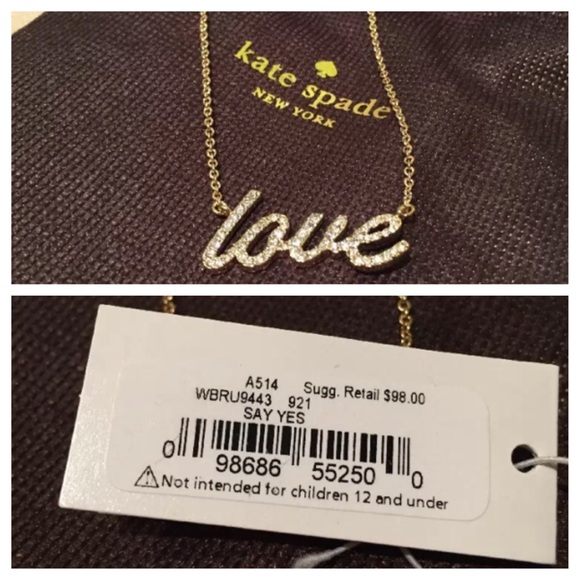 kate spade
NEW YORK
love
A514 Sugg. Retail $98.00
WBRU9443 921
SAY YES
0 98686 55250 0
Not intended for children 12 and under